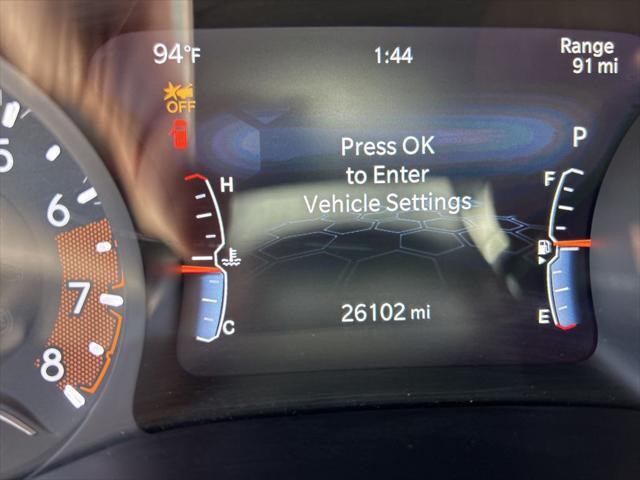 94°F
1:44
Range
91 mi
OFF
P
Press OK
to Enter
Vehicle Settings
H
F
5
6
7
8
C
E
26102 mi